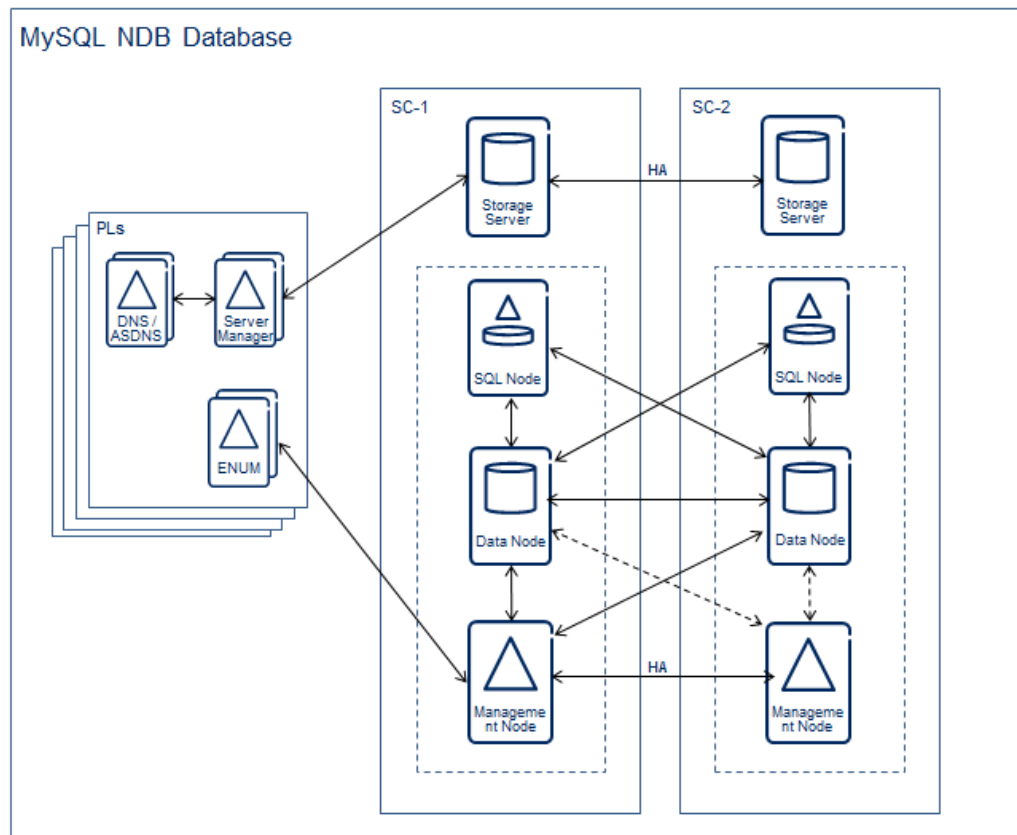 MySQL NDB Database
SC-1
SC-2
Storage
Server
HA
Storage
Server
PLs
DNS /
ASDNS
Server
Manager
SQL Node
SQL Node
ENUM
Data Node
Data Node
HA
Manageme
nt Node
Manageme
nt Node